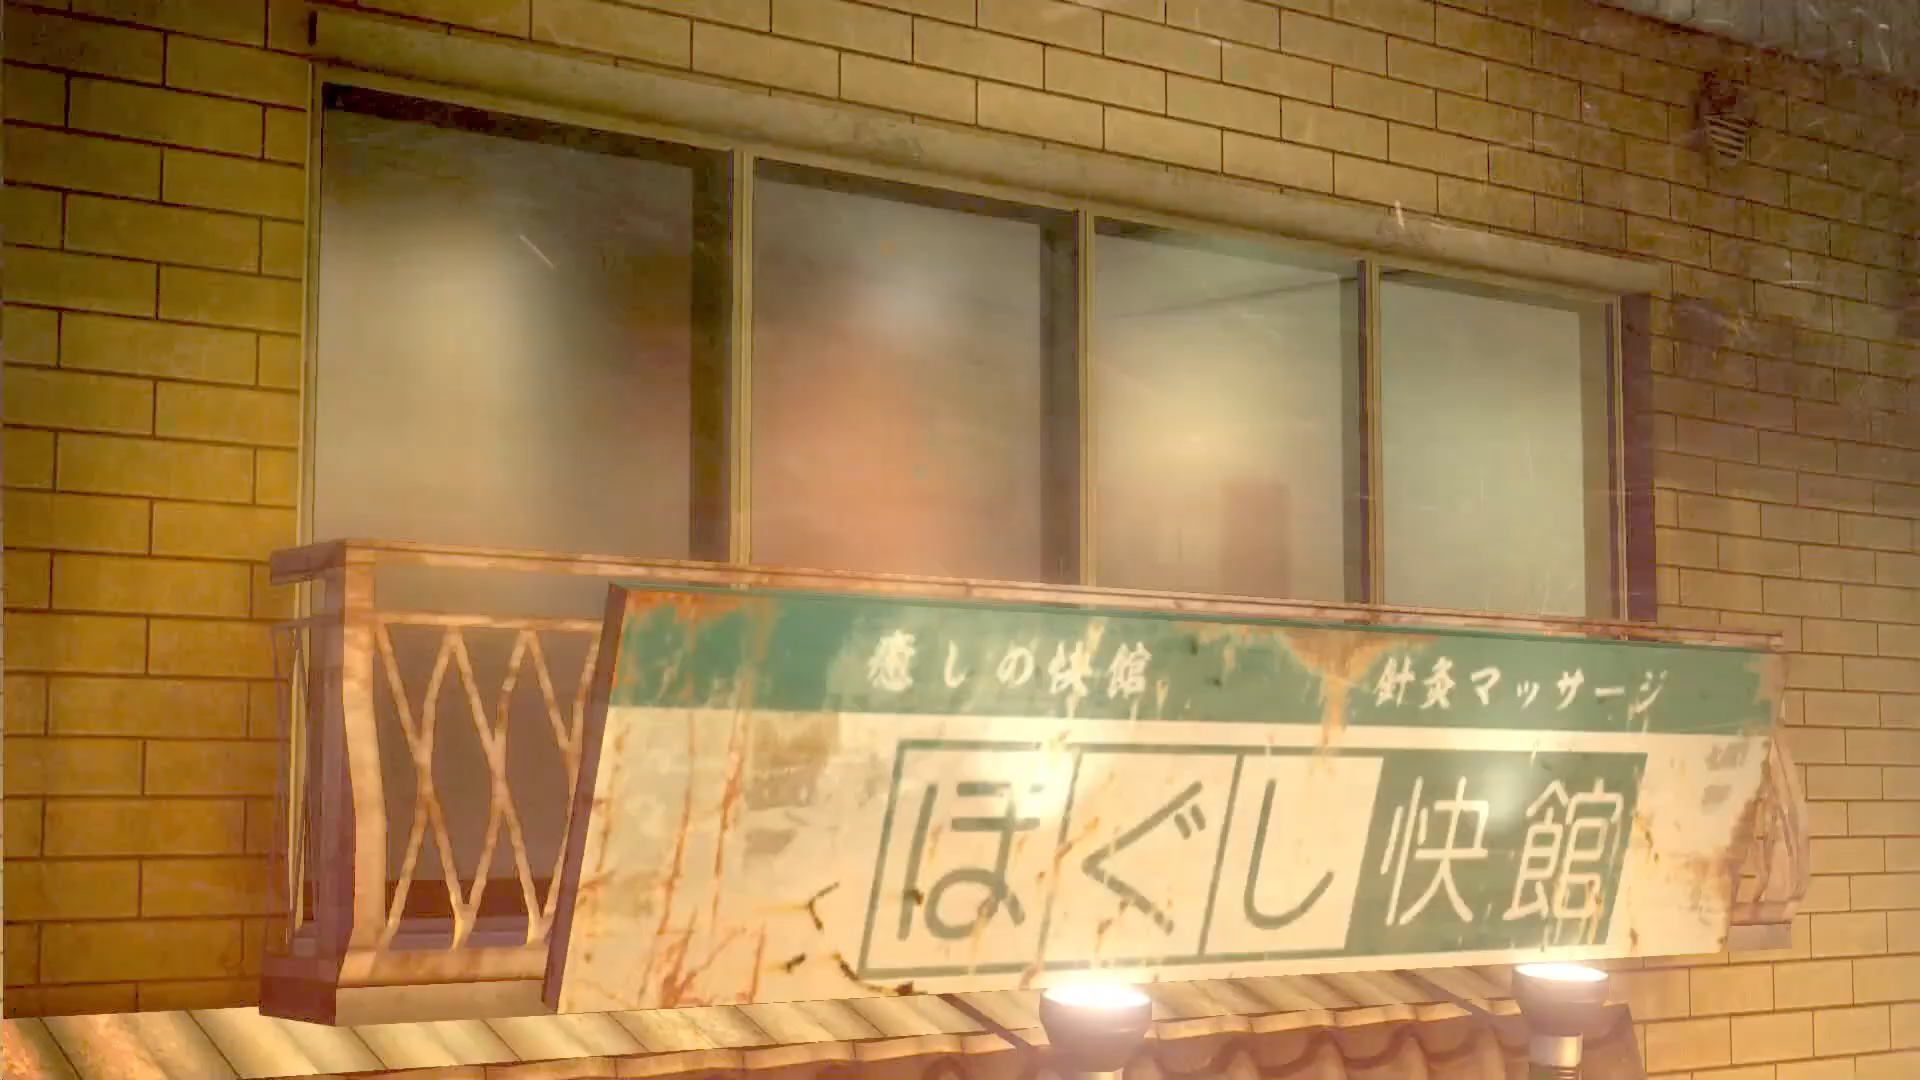 癒しの快館 針灸マッサージ
ほぐし快館